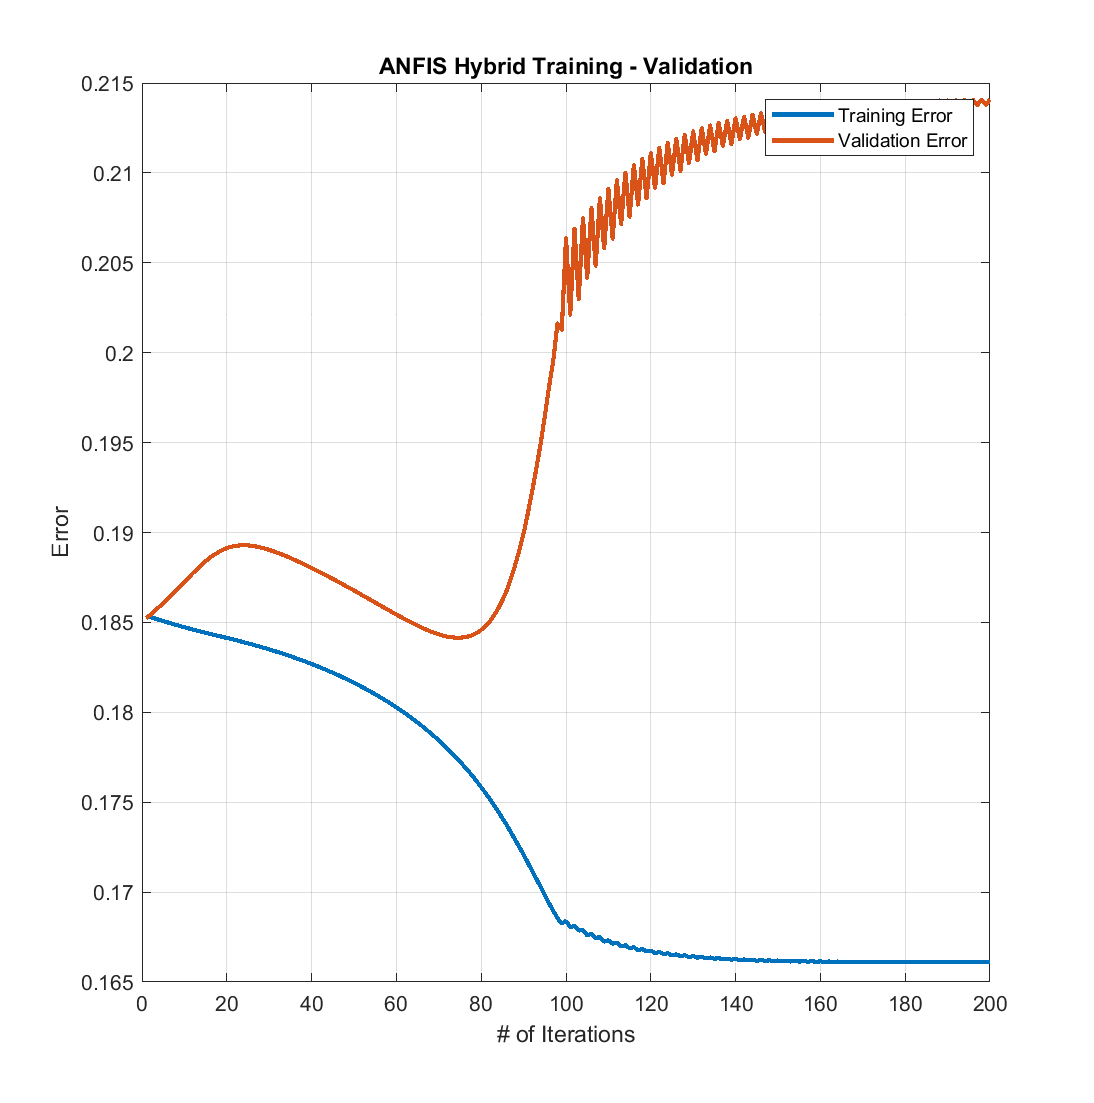 ANFIS Hybrid Training - Validation
0.215
0.21
0.205
0.2
0.195
0.19
0.185
0.18
0.175
0.17
0.165
Error
Training Error
Validation Error
0 20 40 60 80 100 120 140 160 180 200
# of Iterations